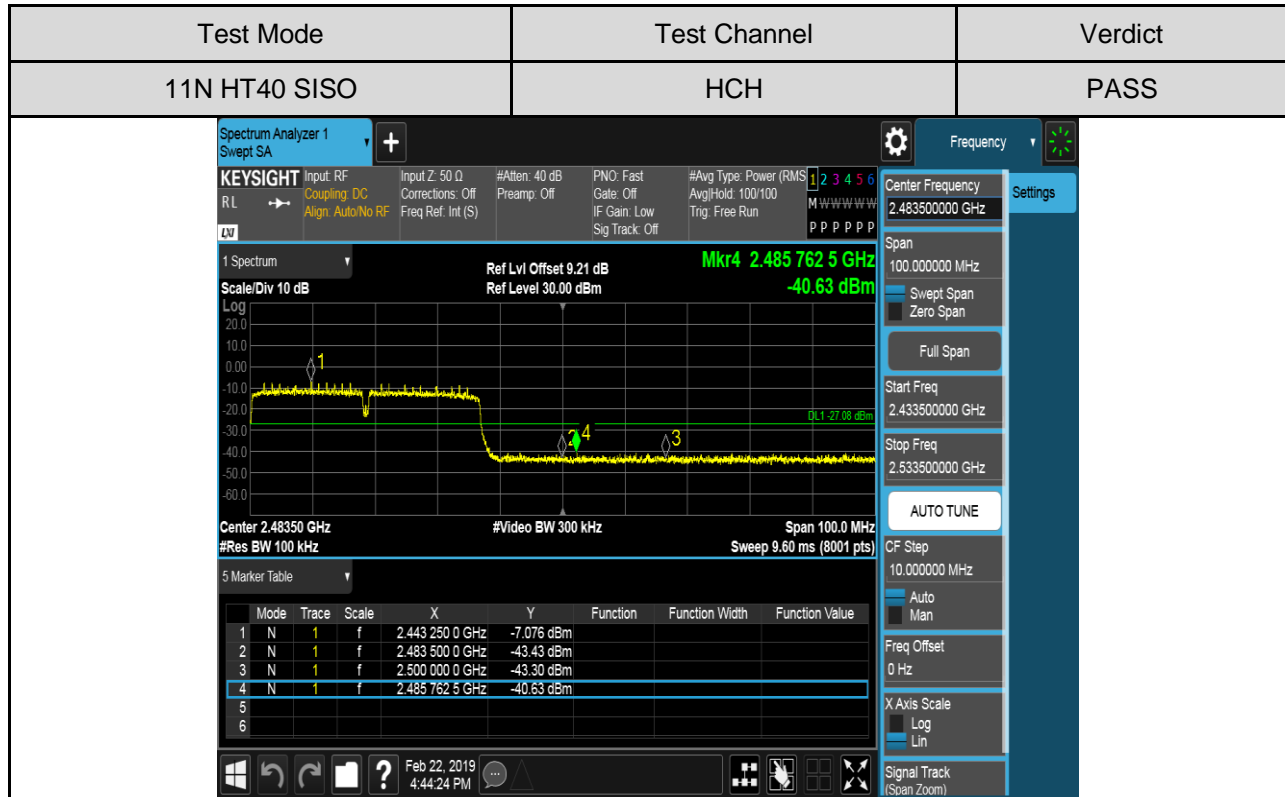 Test Mode Test Channel Verdict
11N HT40 SISO HCH PASS
Spectrum Analyzer 1
Swept SA
+
Frequency
KEYSIGHT
RL
LXI
Input: RF
Coupling: DC
Align: Auto/No RF
Input Z: 50 Ω
Corrections: Off
Freq Ref: Int (S)
#Atten: 40 dB
Preamp: Off
PNO: Fast
Gate: Off
IF Gain: Low
Sig Track: Off
#Avg Type: Power (RMS
Avg|Hold: 100/100
Trig: Free Run
1 2 3 4 5 6
M W W W W W
P P P P P P
Center Frequency
2.483500000 GHz
Settings
Span
100.000000 MHz
Swept Span
Zero Span
Full Span
Start Freq
2.433500000 GHz
Stop Freq
2.533500000 GHz
AUTO TUNE
CF Step
10.000000 MHz
Auto
Man
Freq Offset
0 Hz
X Axis Scale
Log
Lin
Signal Track
(Span Zoom)
1 Spectrum
Scale/Div 10 dB
Ref Lvl Offset 9.21 dB
Ref Level 30.00 dBm
Mkr4 2.485 762 5 GHz
-40.63 dBm
Log
20.0
10.0
0.00
-10.0
-20.0
-30.0
-40.0
-50.0
-60.0
1
2
4
3
DL1 -27.08 dBm
Center 2.48350 GHz #Video BW 300 kHz Span 100.0 MHz
#Res BW 100 kHz Sweep 9.60 ms (8001 pts)
5 Marker Table
Mode Trace Scale X Y Function Function Width Function Value
1 N 1 f 2.443 250 0 GHz -7.076 dBm
2 N 1 f 2.483 500 0 GHz -43.43 dBm
3 N 1 f 2.500 000 0 GHz -43.30 dBm
4 N 1 f 2.485 762 5 GHz -40.63 dBm
5
6
?
Feb 22, 2019
4:44:24 PM